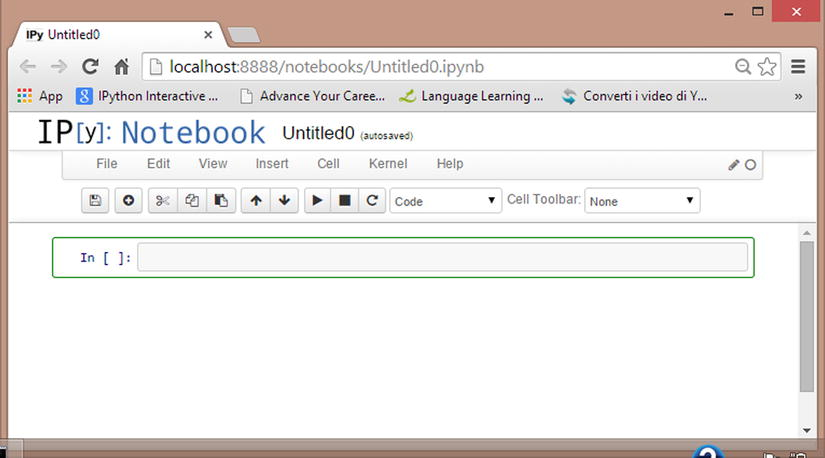 IPy Untitled0
localhost:8888/notebooks/Untitled0.ipynb
App IPython Interactive ... Advance Your Caree... Language Learning ... Converti i video di Y... »
IP[y]: Notebook Untitled0 (autosaved)
File Edit View Insert Cell Kernel Help
Code Cell Toolbar: None
In [ ]: